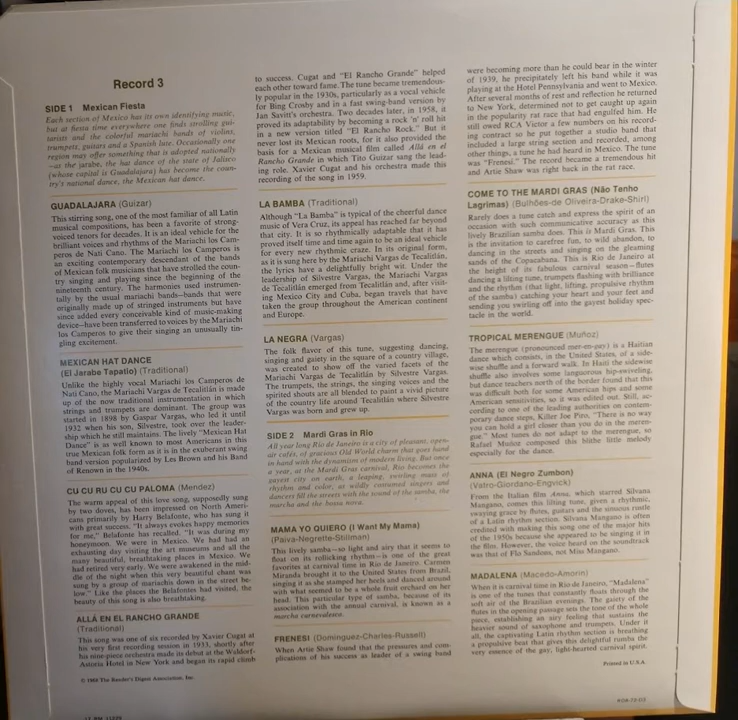 Record 3
SIDE 1 Mexican Fiesta
Each section of Mexico has its own identifying music,
but at fiesta time everywhere one finds strolling gui-
tarists and the colorful mariachi bands of violins,
trumpets, guitars and a Spanish lute. Occasionally one
region may offer something that is adopted nationally
—as the jarabe, the hat dance of the state of Jalisco
(whose capital is Guadalajara) has become the coun-
try's national dance, the Mexican hat dance.
GUADALAJARA (Guizar)
This stirring song, one of the most familiar of all Latin
musical compositions, has been a favorite of strong-
voiced tenors for decades. It is an ideal vehicle for the
brilliant voices and rhythms of the Mariachi los Cam-
peros de Nati Cano. The Mariachi los Camperos is
an exciting contemporary descendant of the bands
of Mexican folk musicians that have strolled the coun-
try singing and playing since the beginning of the
nineteenth century. The harmonies used instrumen-
tally by the usual mariachi bands—bands that were
originally made up of stringed instruments but have
since added every conceivable kind of music-making
device—have been transferred to voices by the Mariachi
los Camperos to give their singing an unusually tin-
gling excitement.
MEXICAN HAT DANCE
(El Jarabe Tapatío) (Traditional)
Unlike the highly vocal Mariachi los Camperos de
Nati Cano, the Mariachi Vargas de Tecalitlán is made
up of the now traditional instrumentation in which
strings and trumpets are dominant. The group was
started in 1898 by Gaspar Vargas, who led it until
1932 when his son, Silvestre, took over the leader-
ship which he still maintains. The lively "Mexican Hat
Dance" is as well known to most Americans in this
true Mexican folk form as it is in the exuberant swing
band version popularized by Les Brown and his Band
of Renown in the 1940s.
CU CU RU CU CU PALOMA (Mendez)
The warm appeal of this love song, supposedly sung
by two doves, has been impressed on North Ameri-
cans primarily by Harry Belafonte, who has sung it
with great success. "It always evokes happy memories
for me," Belafonte has recalled. "It was during my
honeymoon. We were in Mexico. We had had an
exhausting day visiting the art museums and all the
many beautiful, breathtaking places in Mexico. We
had retired very early. We were awakened in the mid-
dle of the night when this very beautiful chant was
sung by a group of mariachis down in the street be-
low." Like the places the Belafontes had visited, the
beauty of this song is also breathtaking.
ALLÁ EN EL RANCHO GRANDE
(Traditional)
This song was one of six recorded by Xavier Cugat at
his very first recording session in 1933, shortly after
his nine-piece orchestra made its debut at the Waldorf-
Astoria Hotel in New York and began its rapid climb
© 1968 The Reader's Digest Association, Inc.
to success. Cugat and "El Rancho Grande" helped
each other toward fame. The tune became tremendous-
ly popular in the 1930s, particularly as a vocal vehicle
for Bing Crosby and in a fast swing-band version by
Jan Savitt's orchestra. Two decades later, in 1958, it
proved its adaptability by becoming a rock 'n' roll hit
in a new version titled "El Rancho Rock." But it
never lost its Mexican roots, for it also provided the
basis for a Mexican musical film called Allá en el
Rancho Grande in which Tito Guizar sang the lead-
ing role. Xavier Cugat and his orchestra made this
recording of the song in 1959.
LA BAMBA (Traditional)
Although "La Bamba" is typical of the cheerful dance
music of Vera Cruz, its appeal has reached far beyond
that city. It is so rhythmically adaptable that it has
proved itself time and time again to be an ideal vehicle
for every new rhythmic craze. In its original form,
as it is sung here by the Mariachi Vargas de Tecalitlán,
the lyrics have a delightfully bright wit. Under the
leadership of Silvestre Vargas, the Mariachi Vargas
de Tecalitlán emerged from Tecalitlán and, after visit-
ing Mexico City and Cuba, began travels that have
taken the group throughout the American continent
and Europe.
LA NEGRA (Vargas)
The folk flavor of this tune, suggesting dancing,
singing and gaiety in the square of a country village,
was created to show off the varied facets of the
Mariachi Vargas de Tecalitlán by Silvestre Vargas.
The trumpets, the strings, the singing voices and the
spirited shouts are all blended to paint a vivid picture
of the country life around Tecalitlán where Silvestre
Vargas was born and grew up.
SIDE 2 Mardi Gras in Rio
All year long Rio de Janeiro is a city of pleasant, open-
air cafés, of gracious Old World charm that goes hand
in hand with the dynamism of modern living. But once
a year, at the Mardi Gras carnival, Rio becomes the
gayest city on earth, a leaping, swirling mass of
rhythm and color, as wildly costumed singers and
dancers fill the streets with the sound of the samba, the
marcha and the bossa nova.
MAMA YO QUIERO (I Want My Mama)
(Paiva-Negrette-Stillman)
This lively samba—so light and airy that it seems to
float on its rollicking rhythm—is one of the great
favorites at carnival time in Rio de Janeiro. Carmen
Miranda brought it to the United States from Brazil,
singing it as she stamped her heels and danced around
with what seemed to be a whole fruit orchard on her
head. This particular type of samba, because of its
association with the annual carnival, is known as a
marcha carnavalesca.
FRENESÍ (Dominguez-Charles-Russell)
When Artie Shaw found that the pressures and com-
plications of his success as leader of a swing band
were becoming more than he could bear in the winter
of 1939, he precipitately left his band while it was
playing at the Hotel Pennsylvania and went to Mexico.
After several months of rest and reflection he returned
to New York, determined not to get caught up again
in the popularity rat race that had engulfed him. He
still owed RCA Victor a few numbers on his record-
ing contract so he put together a studio band that
included a large string section and recorded, among
other things, a tune he had heard in Mexico. The tune
was "Frenesí." The record became a tremendous hit
and Artie Shaw was right back in the rat race.
COME TO THE MARDI GRAS (Não Tenho
Lagrimas) (Bulhões-de Oliveira-Drake-Shirl)
Rarely does a tune catch and express the spirit of an
occasion with such communicative accuracy as this
lively Brazilian samba does. This is Mardi Gras. This
is the invitation to carefree fun, to wild abandon, to
dancing in the streets and singing on the gleaming
sands of the Copacabana. This is Rio de Janeiro at
the height of its fabulous carnival season—flutes
dancing a lilting time, trumpets flashing with brilliance
and the rhythm (that light, lifting, propulsive rhythm
of the samba) catching your heart and your feet and
sending you swirling off into the gayest holiday spec-
tacle in the world.
TROPICAL MERENGUE (Muñoz)
The merengue (pronounced mer-en-gay) is a Haitian
dance which consists, in the United States, of a side-
wise shuffle and a forward walk. In Haiti the sidewise
shuffle also involves some languorous hip-swiveling,
but dance teachers north of the border found that this
was difficult both for some American hips and some
American sensitivities, so it was edited out. Still, ac-
cording to one of the leading authorities on contem-
porary dance steps, Killer Joe Piro, "There is no way
you can hold a girl closer than you do in the meren-
gue." Most tunes do not adapt to the merengue, so
Rafael Muñoz composed this blithe little melody
especially for the dance.
ANNA (El Negro Zumbon)
(Vatro-Giordano-Engvick)
From the Italian film Anna, which starred Silvana
Mangano, comes this lilting tune, given a rhythmic,
swaying grace by flutes, guitars and the sinuous rustle
of a Latin rhythm section. Silvana Mangano is often
credited with making this song one of the major hits
of the 1950s because she appeared to be singing it in
the film. However, the voice heard on the soundtrack
was that of Flo Sandoss, not Miss Mangano.
MADALENA (Macedo-Amorim)
When it is carnival time in Rio de Janeiro, "Madalena"
is one of the tunes that constantly floats through the
soft air of the Brazilian evenings. The gaiety of the
flutes in the opening passage sets the tone of the whole
piece, establishing an airy feeling that sustains the
heavier sound of saxophone and trumpets. Under it
all, the captivating Latin rhythm section is breathing
a propulsive beat that gives this delightful rumba the
very essence of the gay, light-hearted carnival spirit.
Printed in U.S.A.